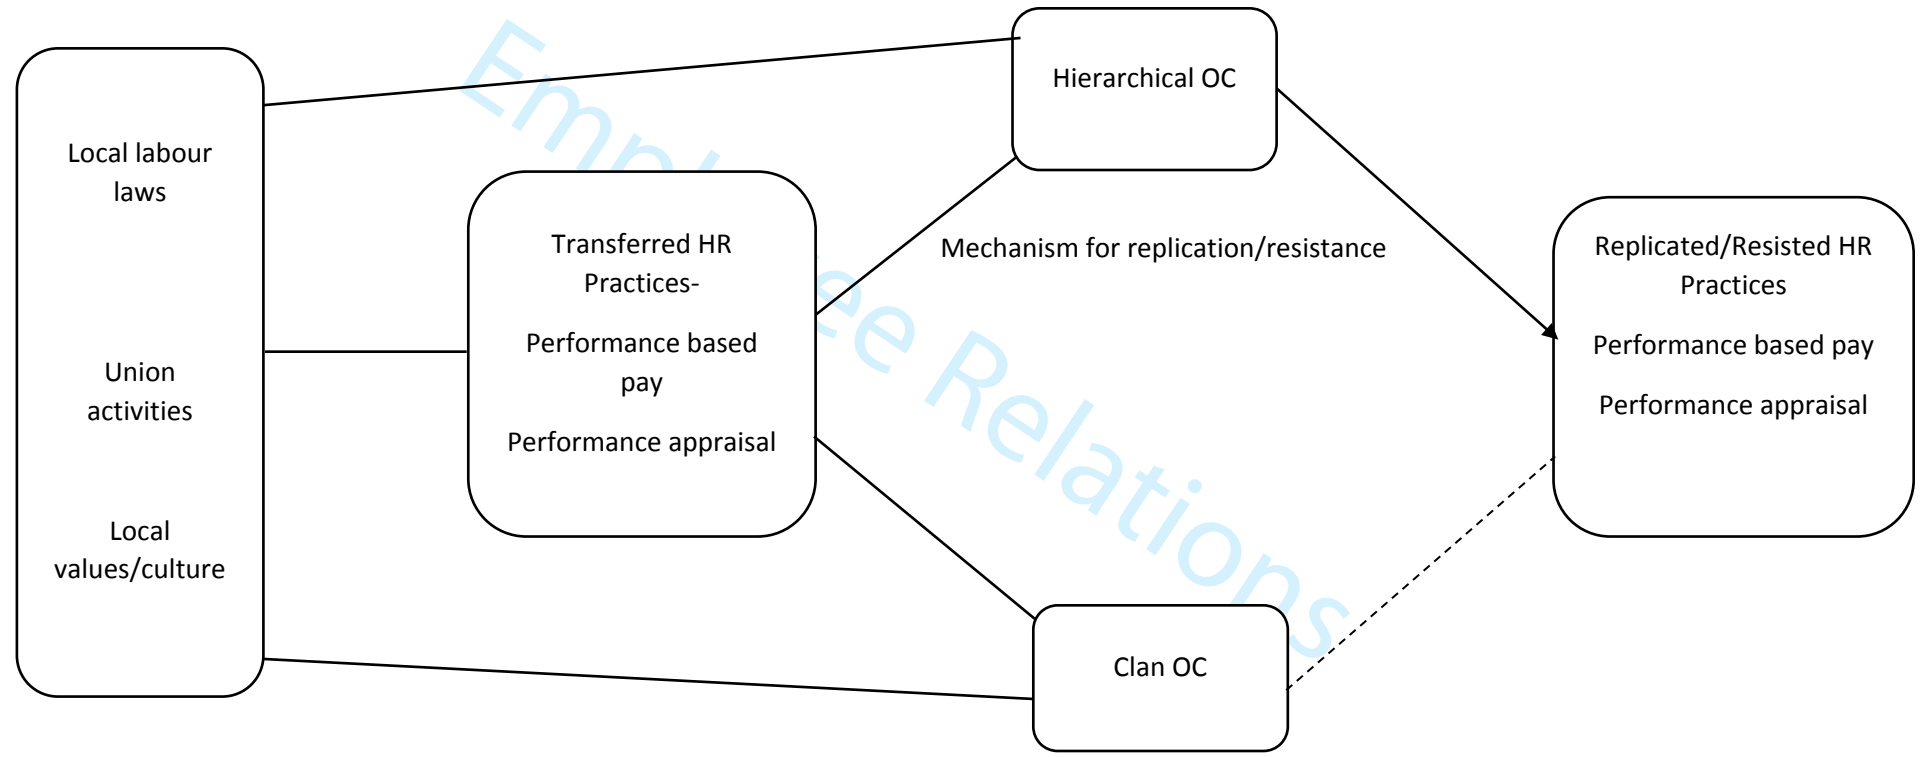 Local labour
laws
Union
activities
Local
values/culture
Transferred HR
Practices-
Performance based
pay
Performance appraisal
Hierarchical OC
Mechanism for replication/resistance
Clan OC
Replicated/Resisted HR
Practices
Performance based pay
Performance appraisal
Employee Relations